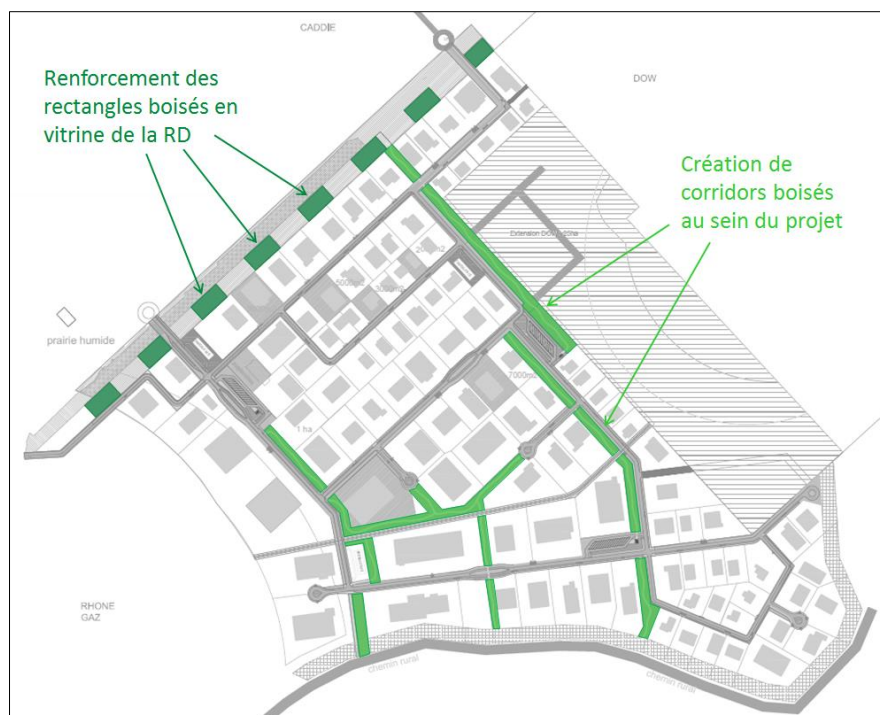 CADDIE
DOW
Renforcement des
rectangles boisés en
vitrine de la RD
Création de
corridors boisés
au sein du projet
Extension DOW
5000m2
prairie humide
7000m2
1 ha
RHONE
GAZ
chemin rural
chemin rural